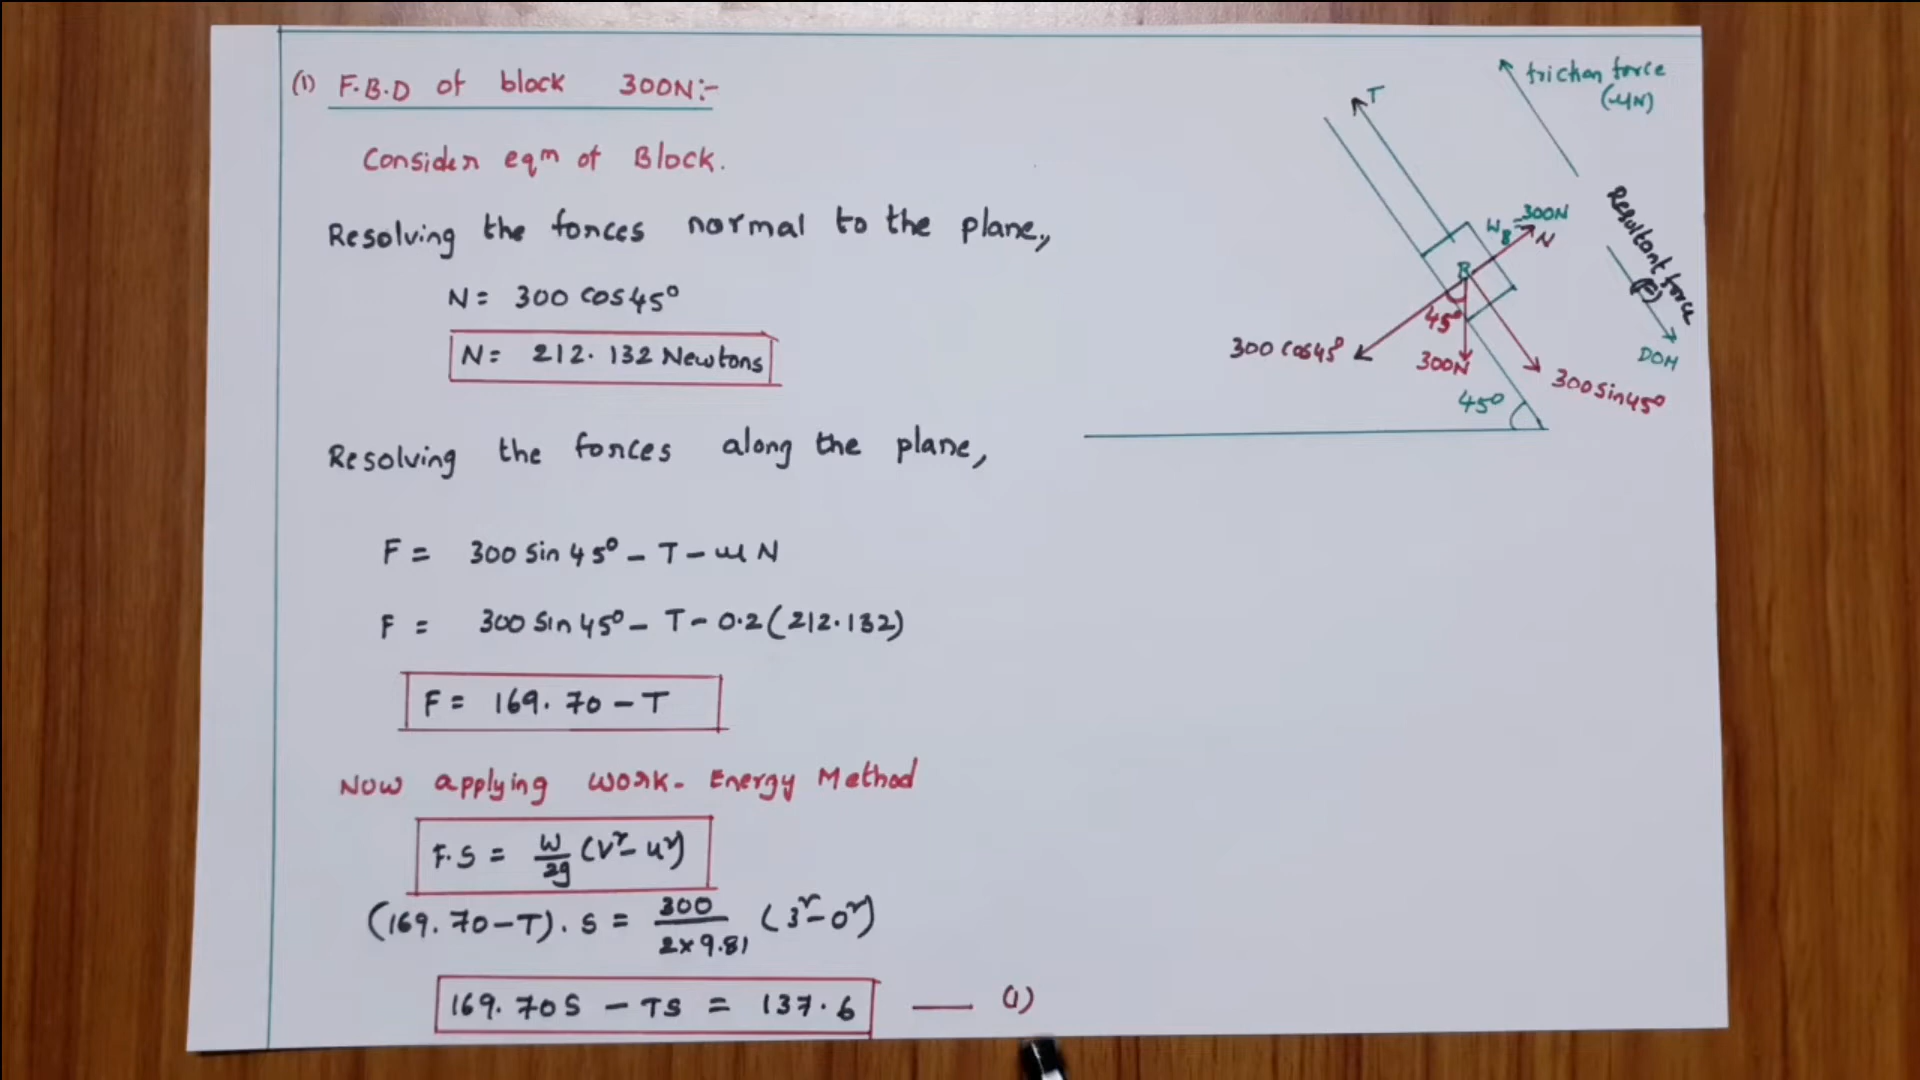 (1) F.B.D of block 300N:-
Consider eqm of Block.
Resolving the forces normal to the plane,
N = 300 cos45°
N = 212.132 Newtons
Resolving the forces along the plane,
F = 300 sin 45° - T - μN
F = 300 sin 45° - T - 0.2(212.132)
F = 169.70 - T
Now applying work-Energy Method
F.S = W/2g (V²- u²)
(169.70-T).S = 300/2×9.81 (3²-0²)
169.70S - TS = 137.6 — (1)
T
friction force
(μN)
WB=300N
N
B
45°
300 cos45°
300N
300sin45°
45°
Resultant force
(F)
DOM